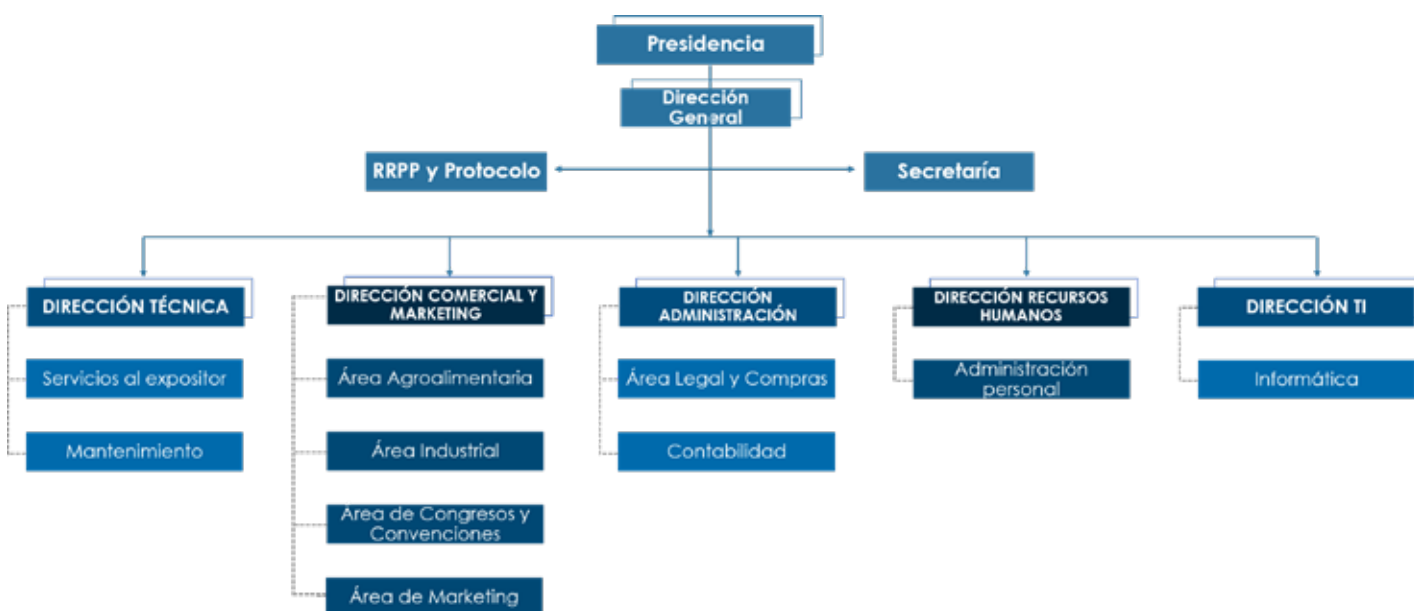 Presidencia
Dirección
General
RRPP y Protocolo
Secretaría
DIRECCIÓN TÉCNICA
Servicios al expositor
Mantenimiento
DIRECCIÓN COMERCIAL Y
MARKETING
Área Agroalimentaria
Área Industrial
Área de Congresos y
Convenciones
Área de Marketing
DIRECCIÓN
ADMINISTRACIÓN
Área Legal y Compras
Contabilidad
DIRECCIÓN RECURSOS
HUMANOS
Administración
personal
DIRECCIÓN TI
Informática